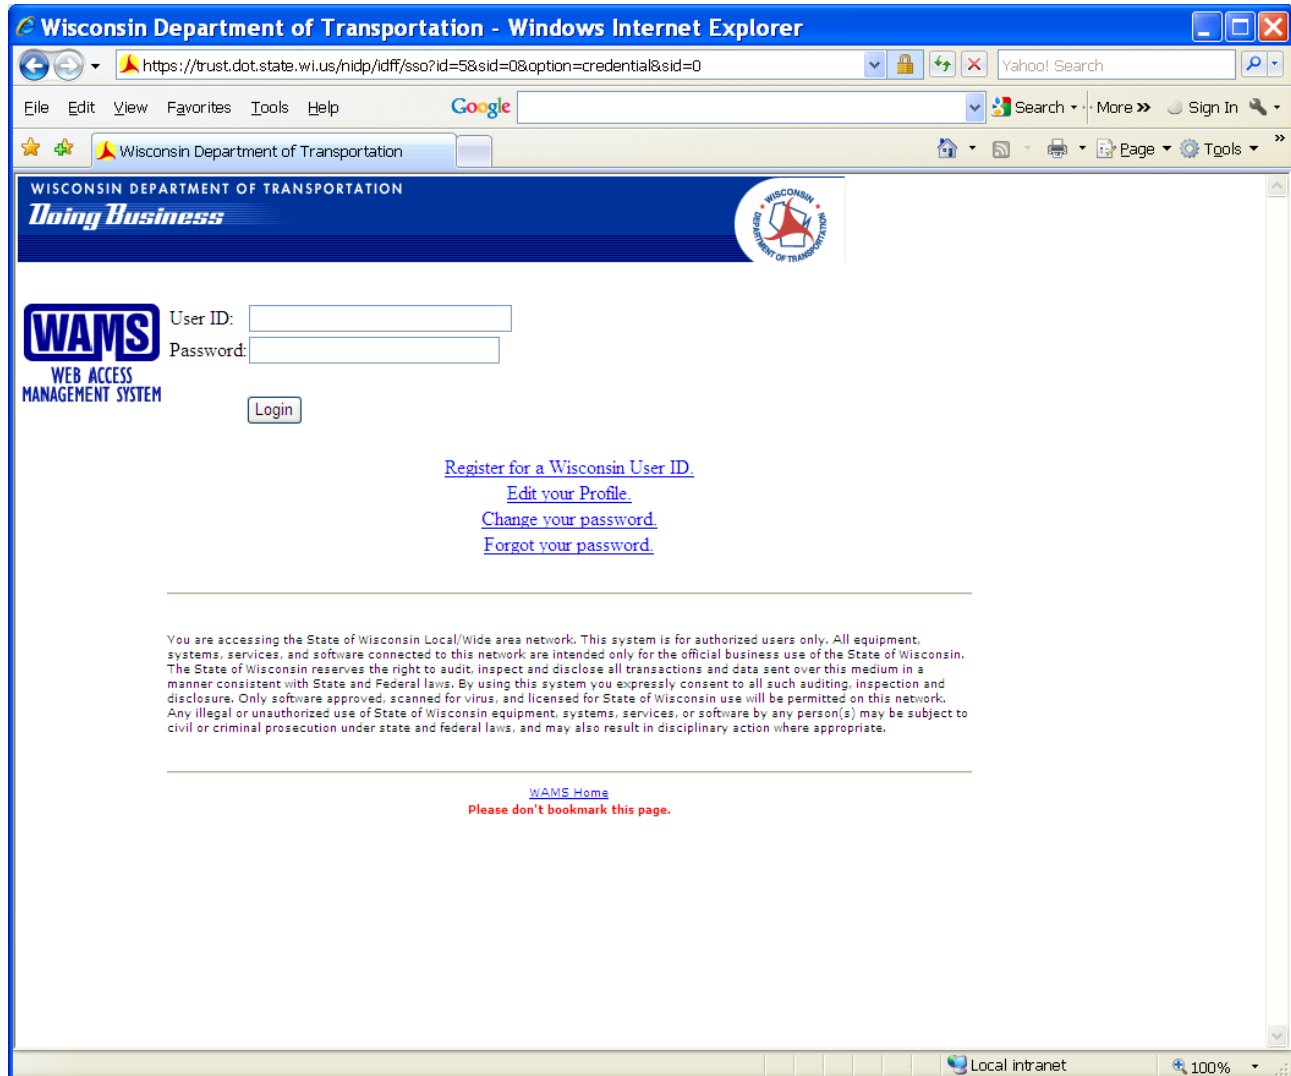 Wisconsin Department of Transportation - Windows Internet Explorer
https://trust.dot.state.wi.us/nidp/idff/sso?id=5&sid=0&option=credential&sid=0
Yahoo! Search
File Edit View Favorites Tools Help
Google
Search
More »
Sign In
Wisconsin Department of Transportation
Page
Tools
»
WISCONSIN DEPARTMENT OF TRANSPORTATION
Doing Business
WISCONSIN
DEPARTMENT OF TRANSPORTATION
WAMS
WEB ACCESS
MANAGEMENT SYSTEM
User ID:
Password:
Login
Register for a Wisconsin User ID.
Edit your Profile.
Change your password.
Forgot your password.
You are accessing the State of Wisconsin Local/Wide area network. This system is for authorized users only. All equipment,
systems, services, and software connected to this network are intended only for the official business use of the State of Wisconsin.
The State of Wisconsin reserves the right to audit, inspect and disclose all transactions and data sent over this medium in a
manner consistent with State and Federal laws. By using this system you expressly consent to all such auditing, inspection and
disclosure. Only software approved, scanned for virus, and licensed for State of Wisconsin use will be permitted on this network.
Any illegal or unauthorized use of State of Wisconsin equipment, systems, services, or software by any person(s) may be subject to
civil or criminal prosecution under state and federal laws, and may also result in disciplinary action where appropriate.
WAMS Home
Please don't bookmark this page.
Local intranet
100%